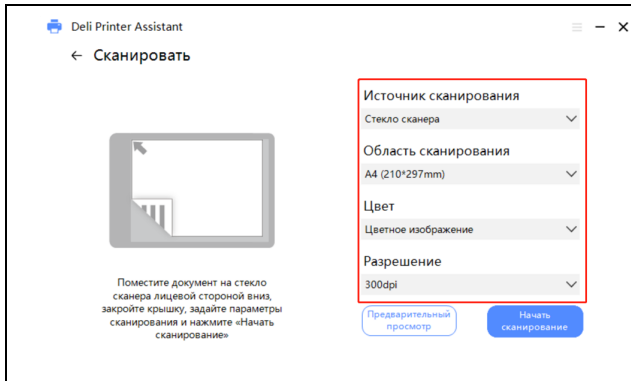 Deli Printer Assistant
← Сканировать
Источник сканирования
Стекло сканера
Область сканирования
A4 (210*297mm)
Цвет
Цветное изображение
Разрешение
300dpi
Поместите документ на стекло
сканера лицевой стороной вниз,
закройте крышку, задайте параметры
сканирования и нажмите «Начать
сканирование»
Предварительный
просмотр
Начать
сканирование